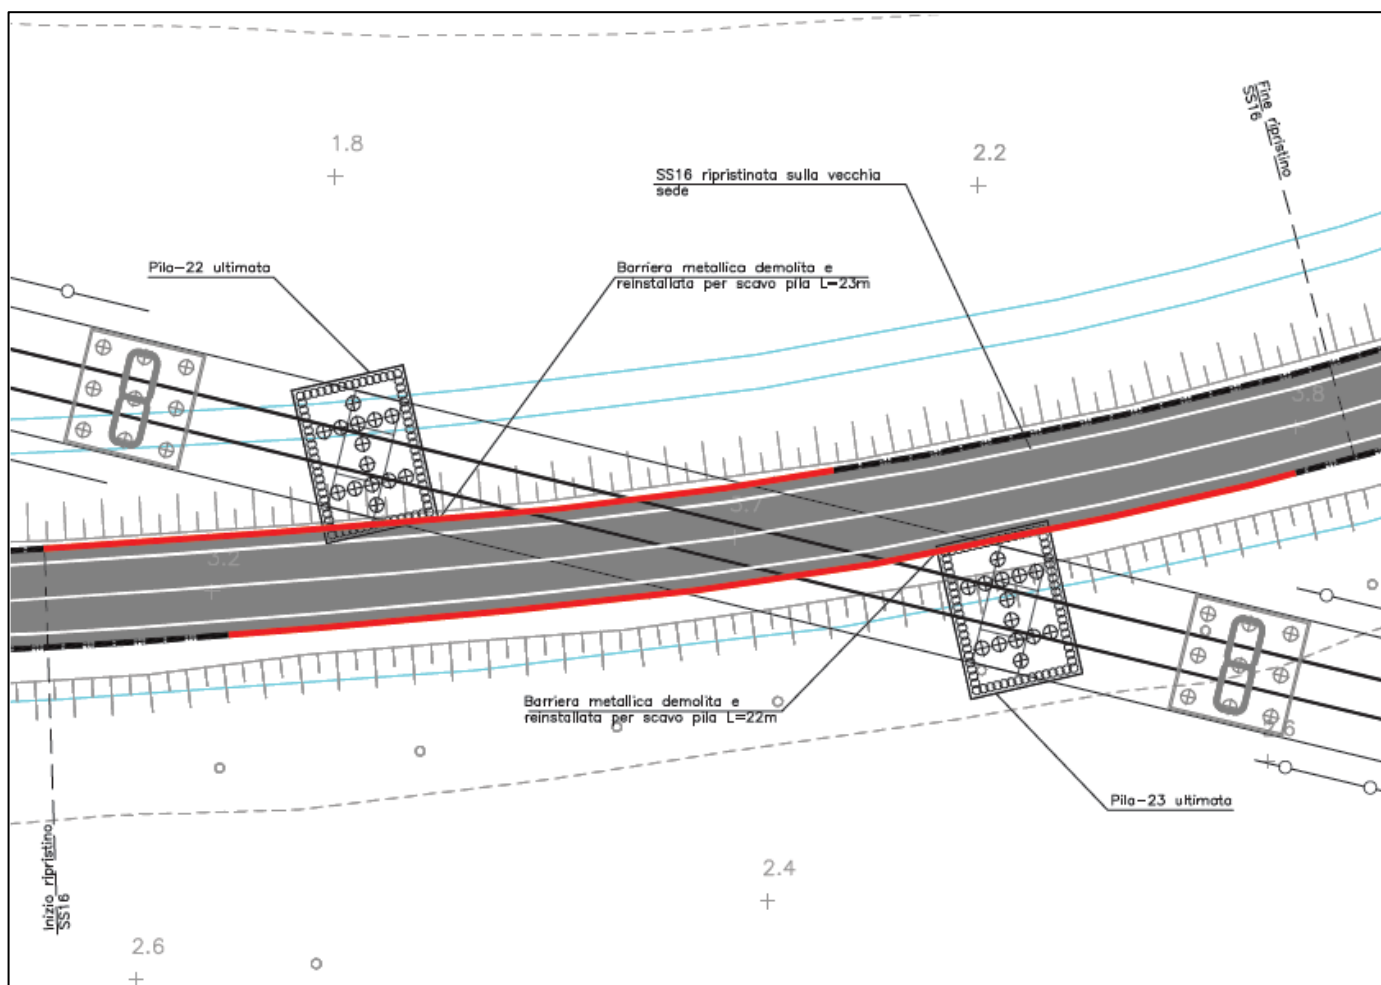 1.8
2.2
Fine ripristino
SS16
SS16 ripristinata sulla vecchia
sede
Pila-22 ultimata
Barriera metallica demolita e
reinstallata per scavo pila L=23m
3.8
3.7
3.2
Barriera metallica demolita e
reinstallata per scavo pila L=22m
Pila-23 ultimata
Inizio ripristino
SS16
2.4
2.6